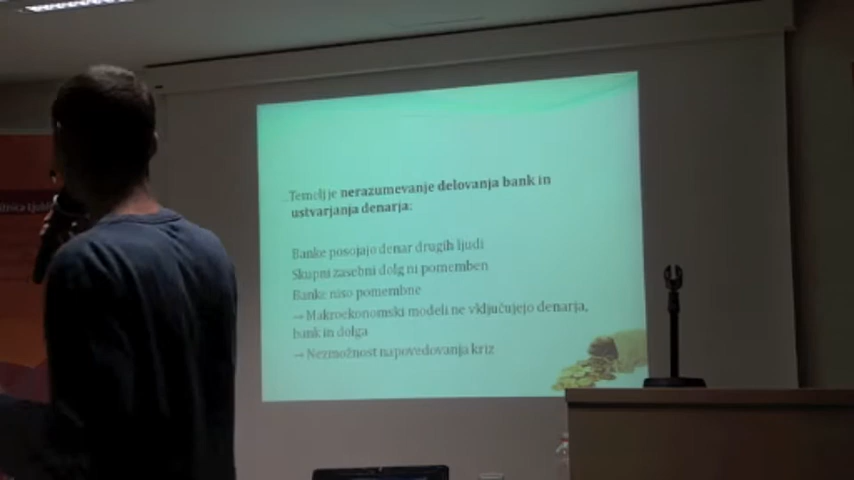 Temelj je nerazumevanje delovanja bank in
ustvarjanja denarja:
Banke posojajo denar drugih ljudi
Skupni zasebni dolg ni pomemben
Banke niso pomembne
→ Makroekonomski modeli ne vključujejo denarja,
bank in dolga
→ Nezmožnost napovedovanja kriz